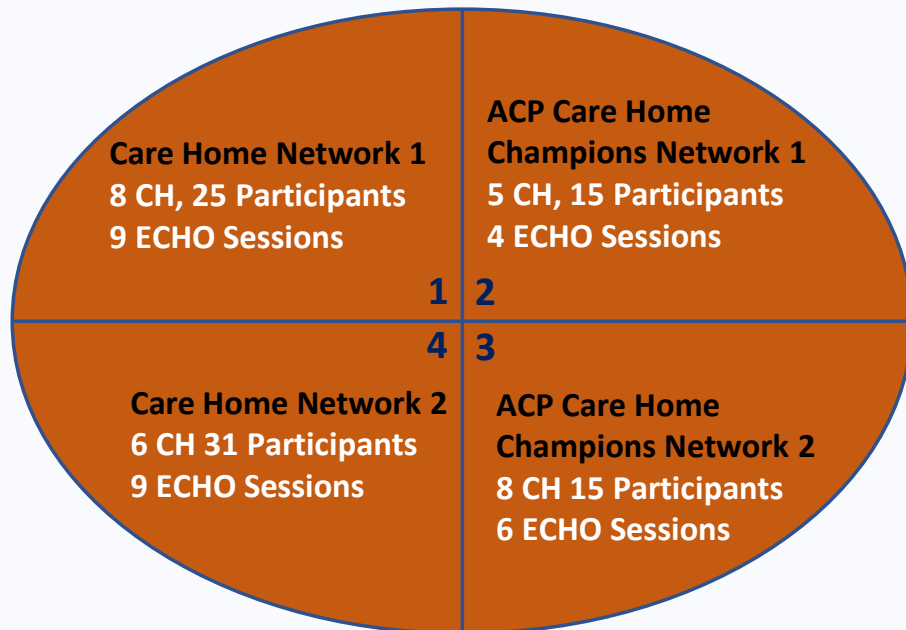 Care Home Network 1
8 CH, 25 Participants
9 ECHO Sessions
1
ACP Care Home
Champions Network 1
5 CH, 15 Participants
4 ECHO Sessions
2
4
Care Home Network 2
6 CH 31 Participants
9 ECHO Sessions
3
ACP Care Home
Champions Network 2
8 CH 15 Participants
6 ECHO Sessions